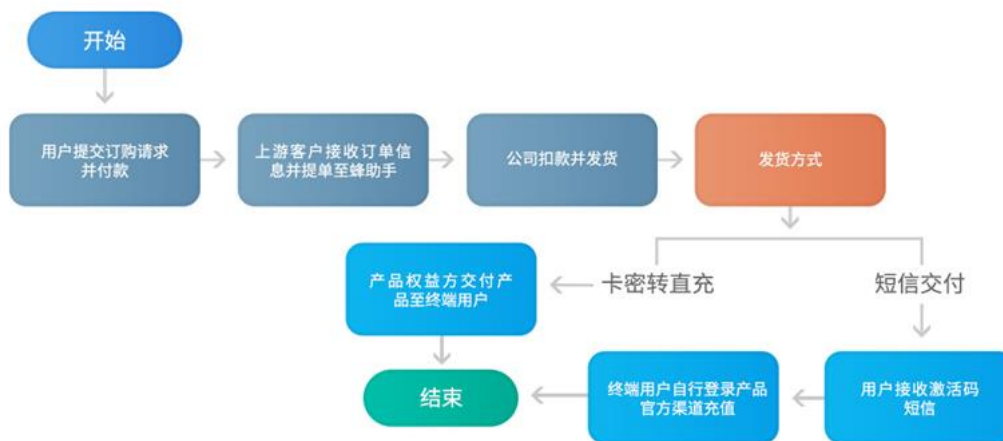 开始
用户提交订购请求
并付款
上游客户接收订单信
息并提单至蜂助手
公司扣款并发货
发货方式
产品权益方交付产
品至终端用户
卡密转直充
短信交付
结束
终端用户自行登录产品
官方渠道充值
用户接收激活码
短信